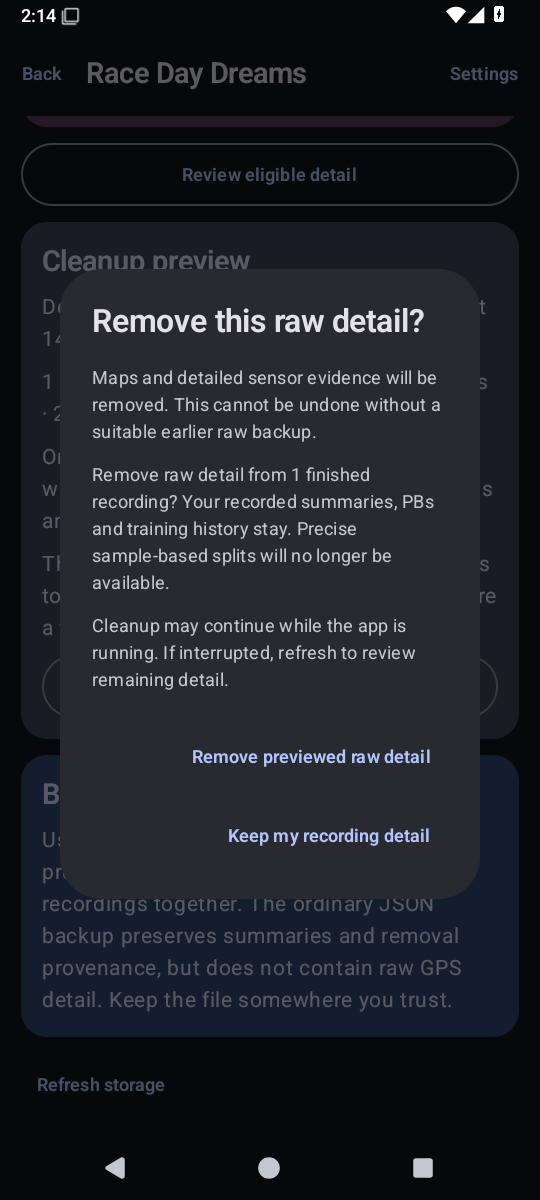 2:14
Back Race Day Dreams Settings
Review eligible detail
Cleanup preview
Remove this raw detail?
Maps and detailed sensor evidence will be
removed. This cannot be undone without a
suitable earlier raw backup.
Remove raw detail from 1 finished
recording? Your recorded summaries, PBs
and training history stay. Precise
sample-based splits will no longer be
available.
Cleanup may continue while the app is
running. If interrupted, refresh to review
remaining detail.
Remove previewed raw detail
Keep my recording detail
recordings together. The ordinary JSON
backup preserves summaries and removal
provenance, but does not contain raw GPS
detail. Keep the file somewhere you trust.
Refresh storage